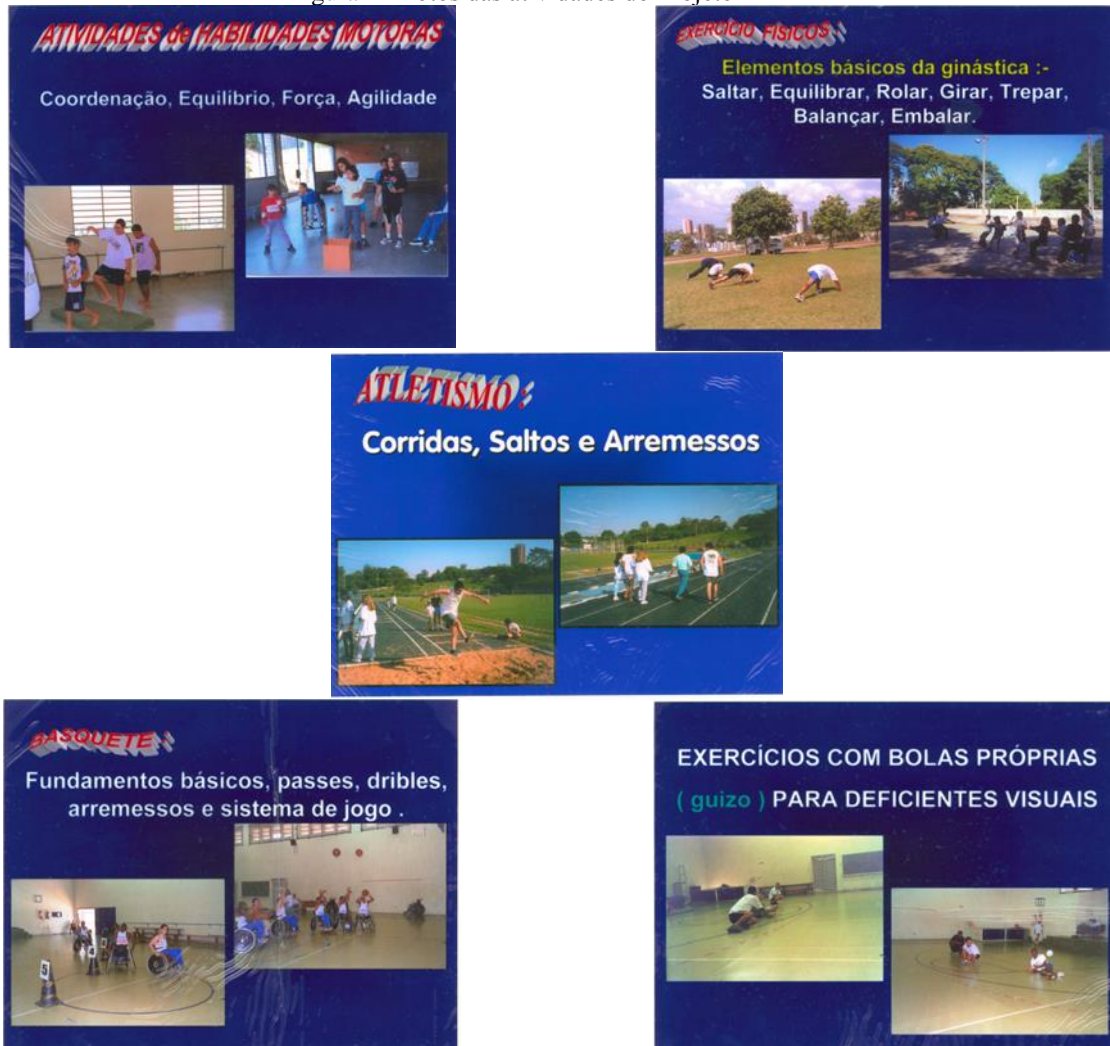 ATIVIDADES de HABILIDADES MOTORAS
Coordenação, Equilíbrio, Força, Agilidade
EXERCÍCIO FÍSICOS :
Elementos básicos da ginástica :-
Saltar, Equilibrar, Rolar, Girar, Trepar,
Balançar, Embalar.
ATLETISMO :
Corridas, Saltos e Arremessos
BASQUETE :
Fundamentos básicos, passes, dribles,
arremessos e sistema de jogo .
5
EXERCÍCIOS COM BOLAS PRÓPRIAS
( guizo ) PARA DEFICIENTES VISUAIS